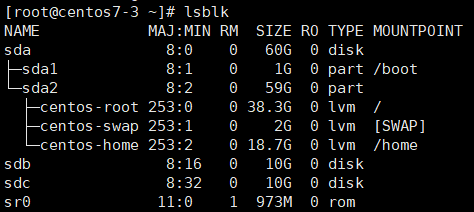 [root@centos7-3 ~]# lsblk
NAME            MAJ:MIN RM  SIZE RO TYPE MOUNTPOINT
sda               8:0    0   60G  0 disk
├─sda1            8:1    0    1G  0 part /boot
└─sda2            8:2    0   59G  0 part
  ├─centos-root 253:0    0 38.3G  0 lvm  /
  ├─centos-swap 253:1    0    2G  0 lvm  [SWAP]
  └─centos-home 253:2    0 18.7G  0 lvm  /home
sdb               8:16   0   10G  0 disk
sdc               8:32   0   10G  0 disk
sr0              11:0    1  973M  0 rom